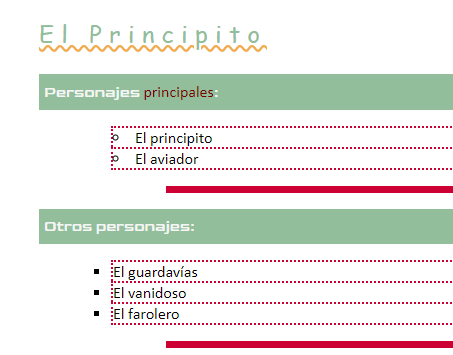 El Principito
Personajes principales:
El principito
El aviador
Otros personajes:
El guardavías
El vanidoso
El farolero